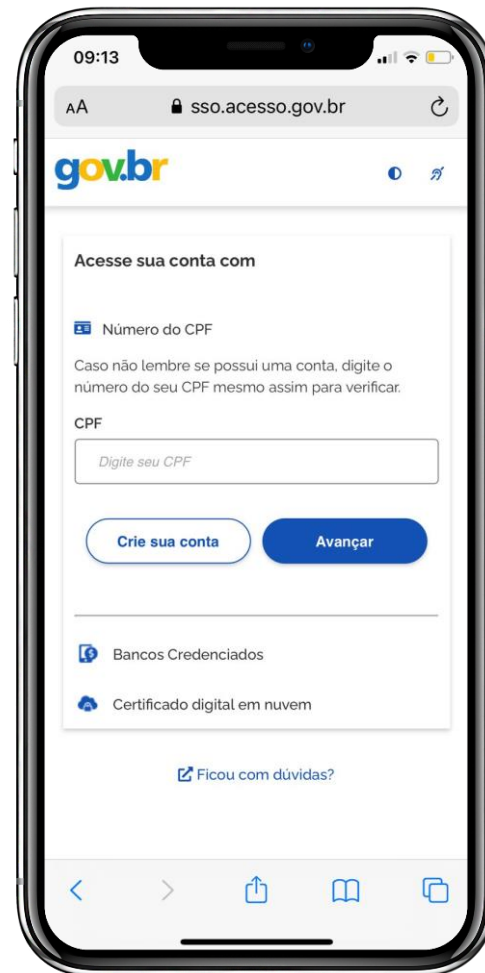 09:13
AA sso.acesso.gov.br
gov.br
Acesse sua conta com
Número do CPF
Caso não lembre se possui uma conta, digite o
número do seu CPF mesmo assim para verificar.
CPF
Digite seu CPF
Crie sua conta Avançar
Bancos Credenciados
Certificado digital em nuvem
Ficou com dúvidas?